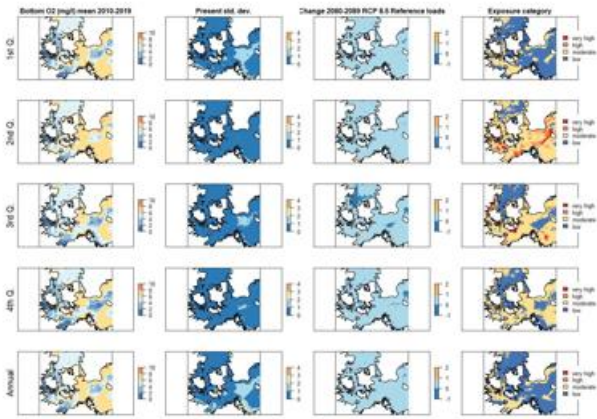 Bottom O2 (mg/l) mean 2010-2019 Present std. dev. Change 2080-2089 RCP 8.5 Reference loads Exposure category
1st Q.
very high
high
moderate
low
2nd Q.
very high
high
moderate
low
3rd Q.
very high
high
moderate
low
4th Q.
very high
high
moderate
low
Annual
very high
high
moderate
low